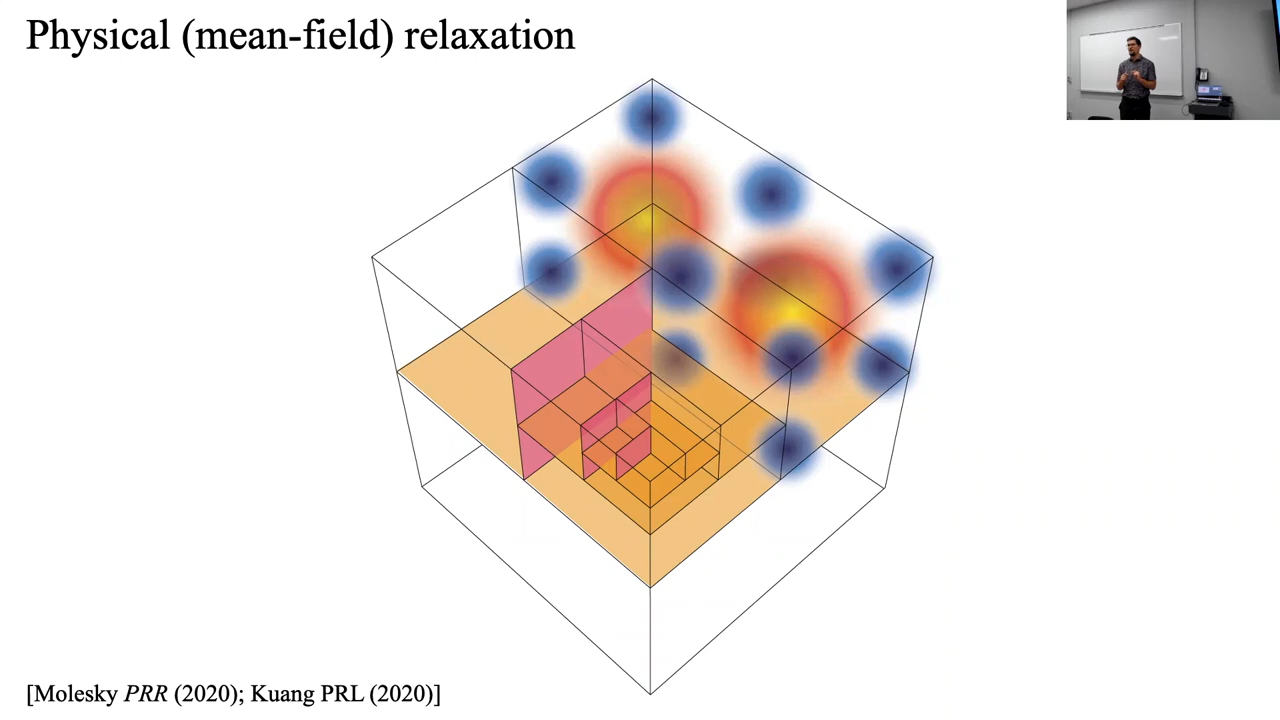 Physical (mean-field) relaxation
[Molesky PRR (2020); Kuang PRL (2020)]